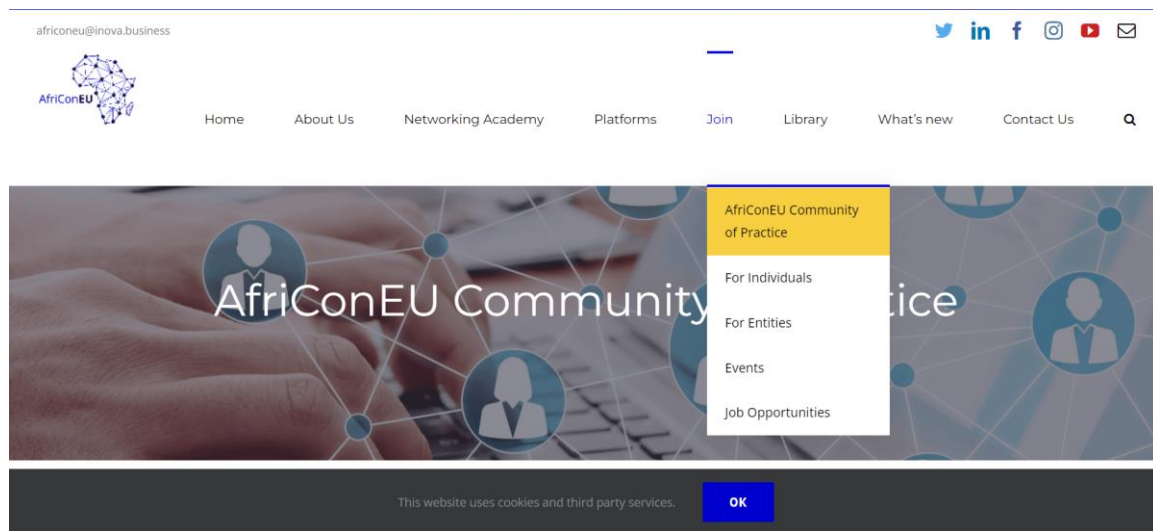 africoneu@inova.business
AfriConEU
Home About Us Networking Academy Platforms Join Library What's new Contact Us
AfriConEU Community
of Practice
For Individuals
For Entities
Events
Job Opportunities
AfriConEU Community tice
This website uses cookies and third party services. OK